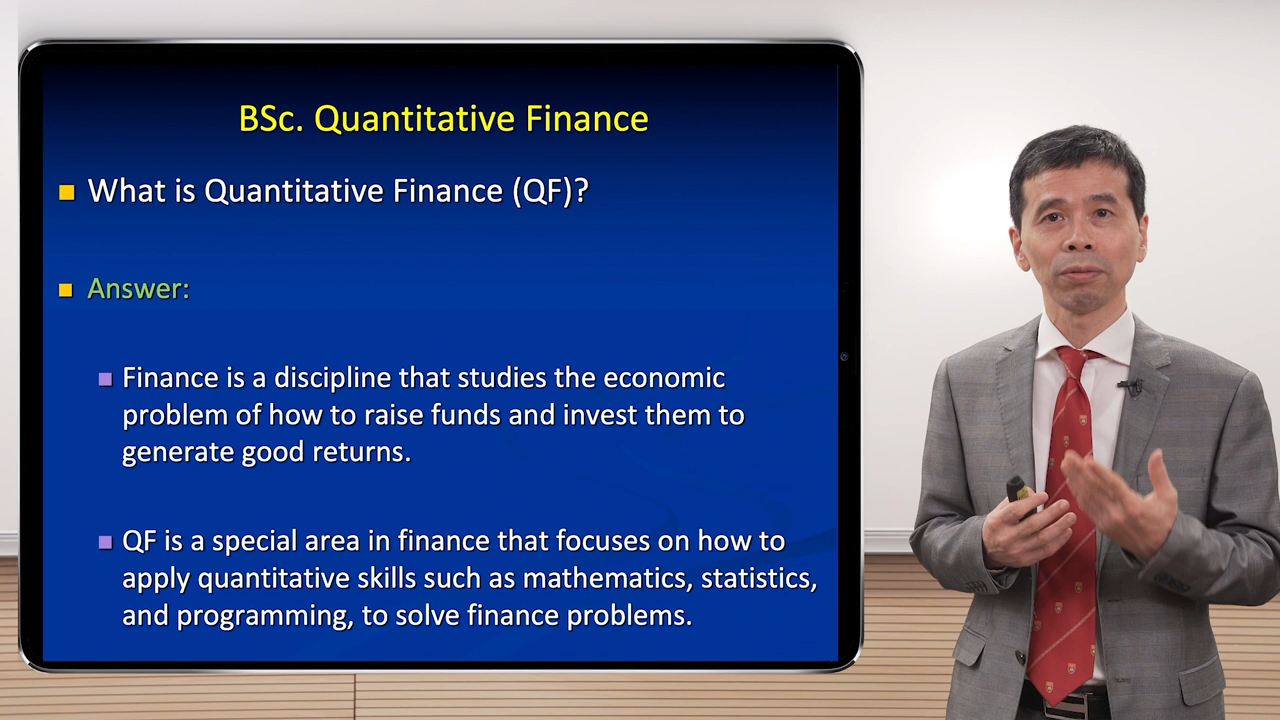 BSc. Quantitative Finance
What is Quantitative Finance (QF)?
Answer:
Finance is a discipline that studies the economic
problem of how to raise funds and invest them to
generate good returns.
QF is a special area in finance that focuses on how to
apply quantitative skills such as mathematics, statistics,
and programming, to solve finance problems.